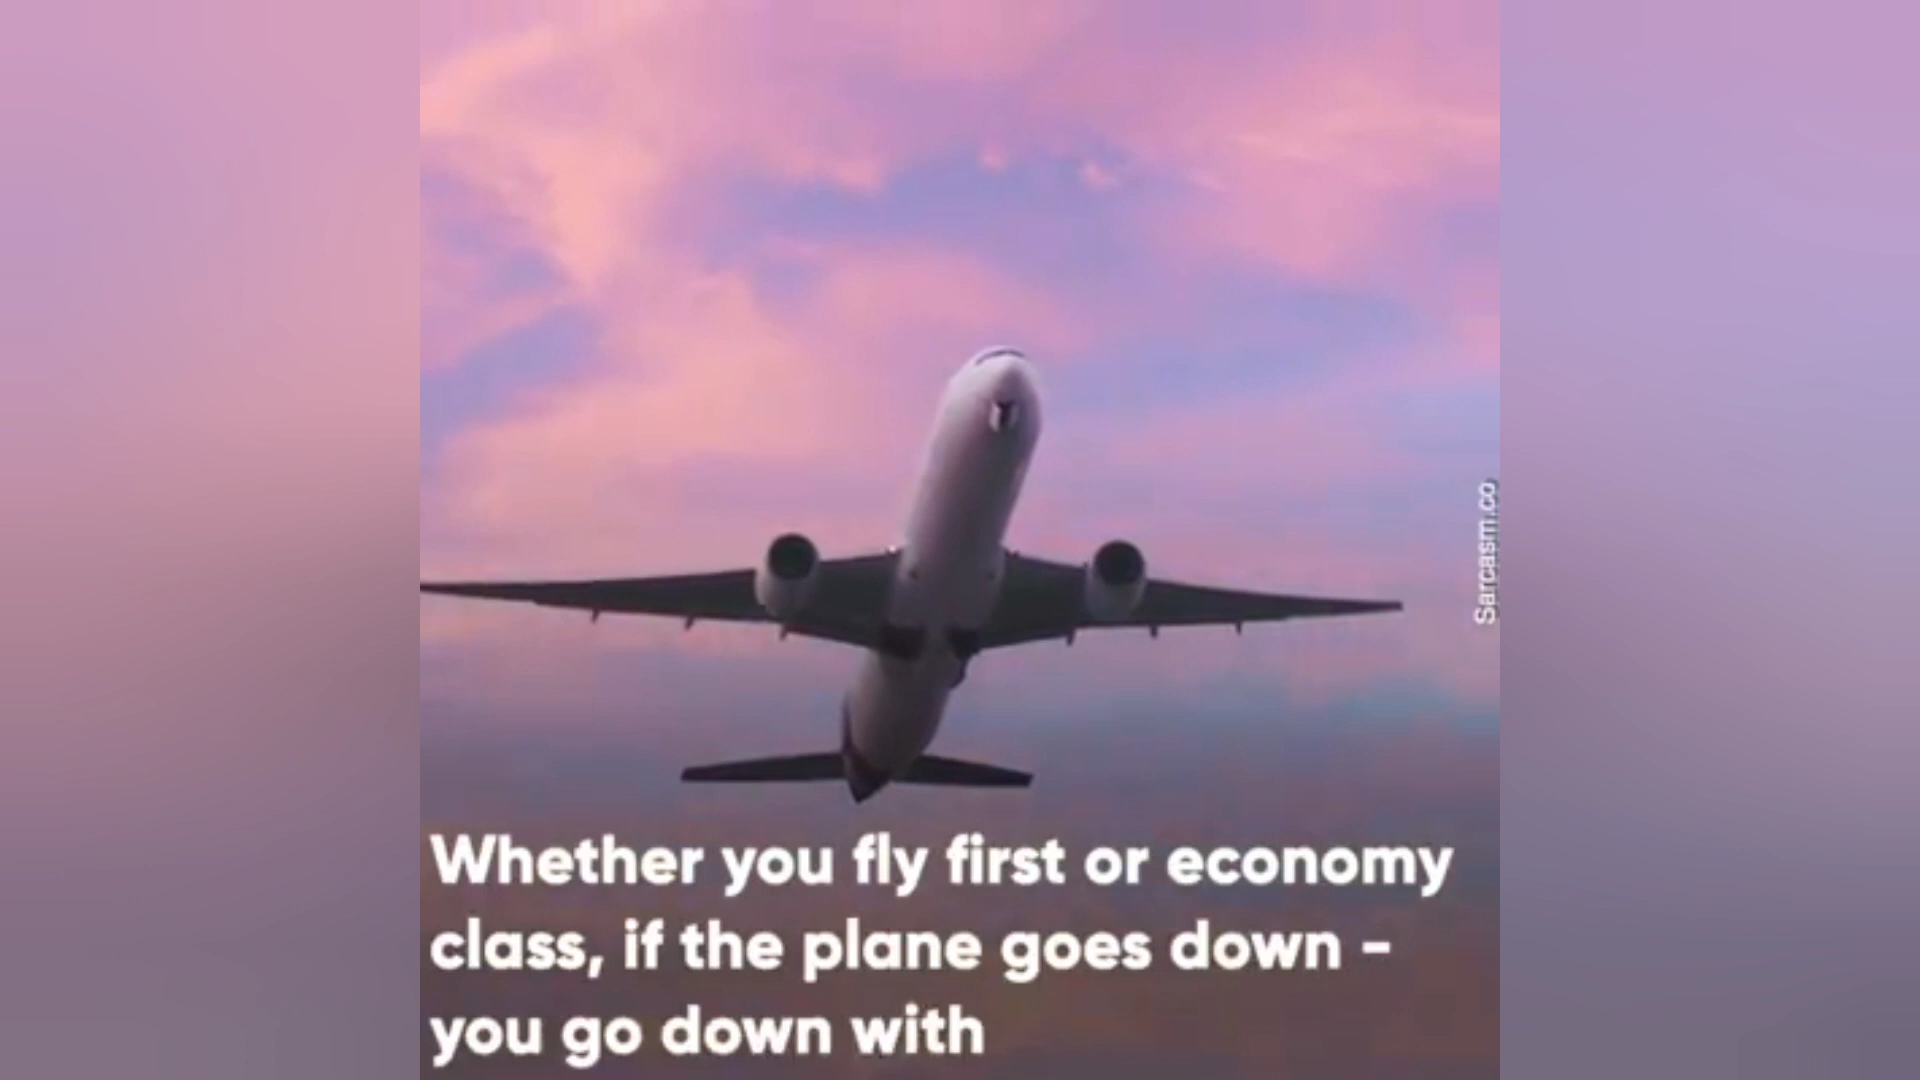 Sarcasm.co
Whether you fly first or economy
class, if the plane goes down -
you go down with